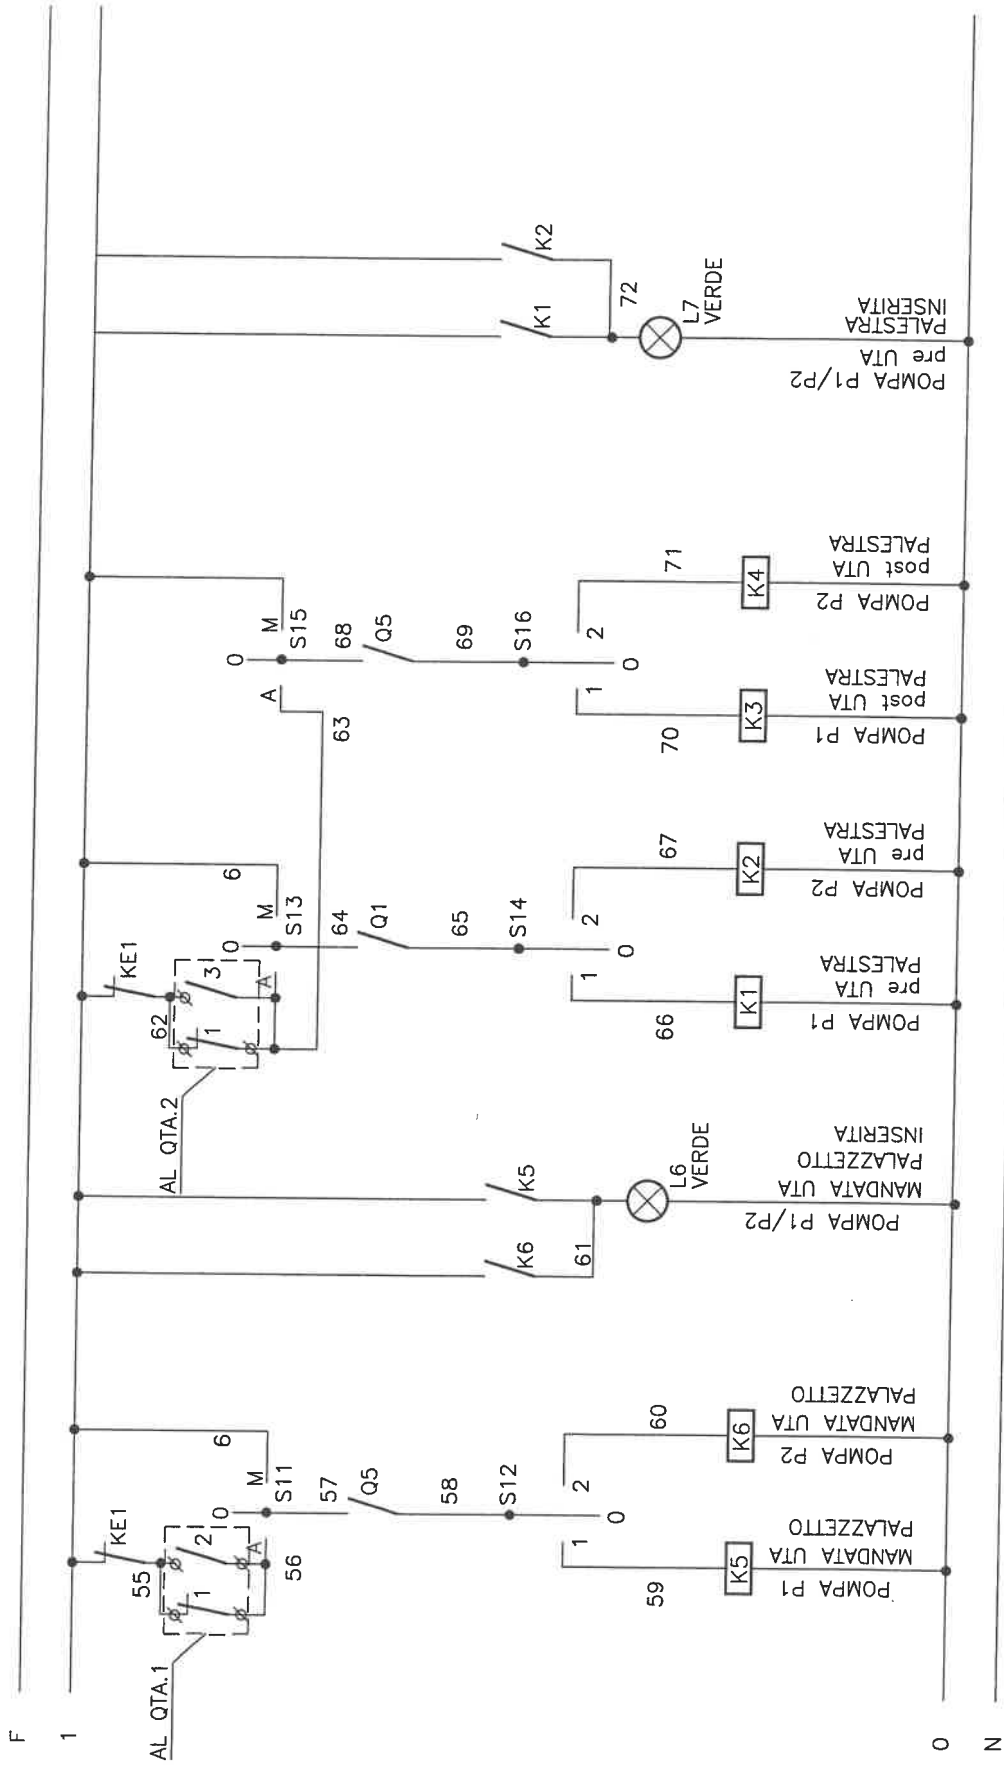 F
1
0
N
AL QTA.1
KE1
55
1
2
A
56
0
M
6
S11
57
Q5
58
S12
1
2
0
59
60
K5
K6
POMPA P1
MANDATA UTA
PALAZZETTO
POMPA P2
MANDATA UTA
PALAZZETTO
K6
K5
61
L6
VERDE
POMPA P1/P2
MANDATA UTA
PALAZZETTO
INSERITA
AL QTA.2
KE1
62
1
3
A
0
M
6
S13
64
Q1
65
S14
1
2
0
66
67
K1
K2
POMPA P1
pre UTA
PALESTRA
POMPA P2
pre UTA
PALESTRA
63
A
0
M
S15
68
Q5
69
S16
1
2
0
70
71
K3
K4
POMPA P1
post UTA
PALESTRA
POMPA P2
post UTA
PALESTRA
K1
K2
72
L7
VERDE
POMPA P1/P2
pre UTA
PALESTRA
INSERITA